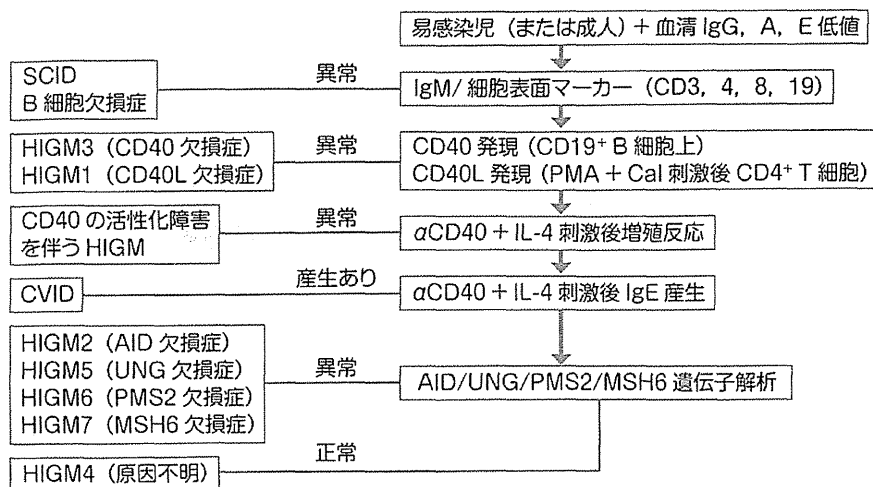 易感染児（または成人）+ 血清 IgG，A，E 低値
SCID
B 細胞欠損症
異常
IgM/ 細胞表面マーカー（CD3，4，8，19）
HIGM3（CD40 欠損症）
HIGM1（CD40L 欠損症）
異常
CD40 発現（CD19⁺ B 細胞上）
CD40L 発現（PMA + CaI 刺激後 CD4⁺ T 細胞）
CD40 の活性化障害
を伴う HIGM
異常
αCD40 + IL-4 刺激後増殖反応
CVID
産生あり
αCD40 + IL-4 刺激後 IgE 産生
HIGM2（AID 欠損症）
HIGM5（UNG 欠損症）
HIGM6（PMS2 欠損症）
HIGM7（MSH6 欠損症）
異常
AID/UNG/PMS2/MSH6 遺伝子解析
正常
HIGM4（原因不明）